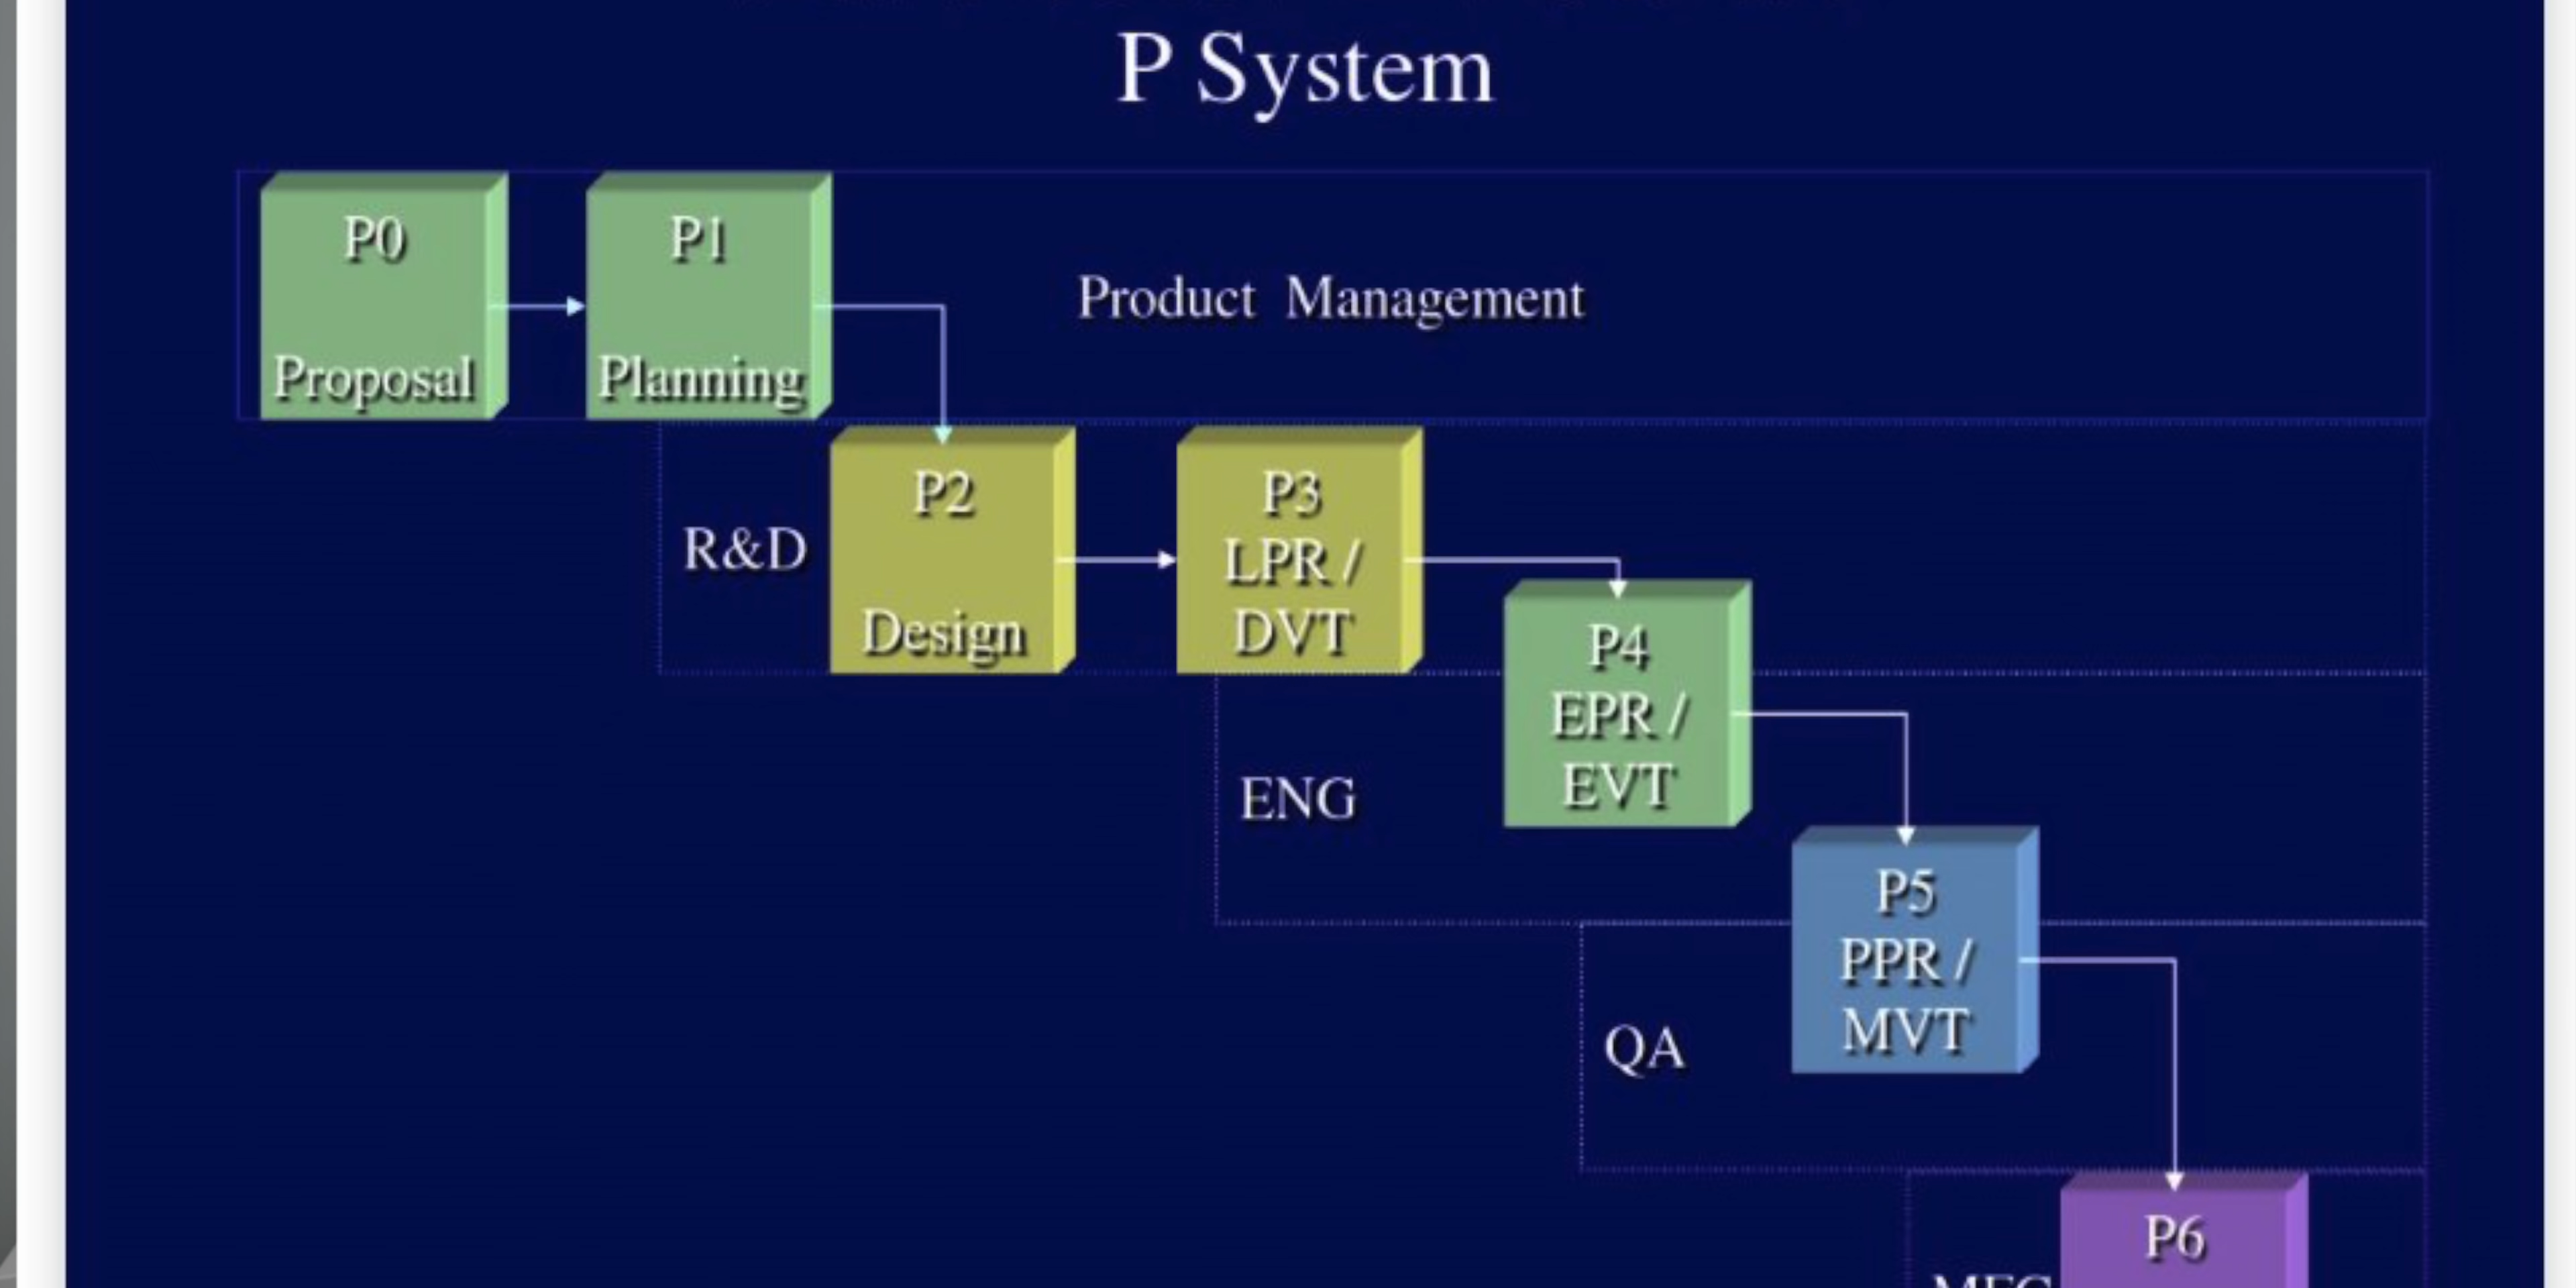 P System
P0
Proposal
P1
Planning
Product Management
R&D
P2
Design
P3
LPR /
DVT
P4
EPR /
EVT
ENG
P5
PPR /
MVT
QA
P6